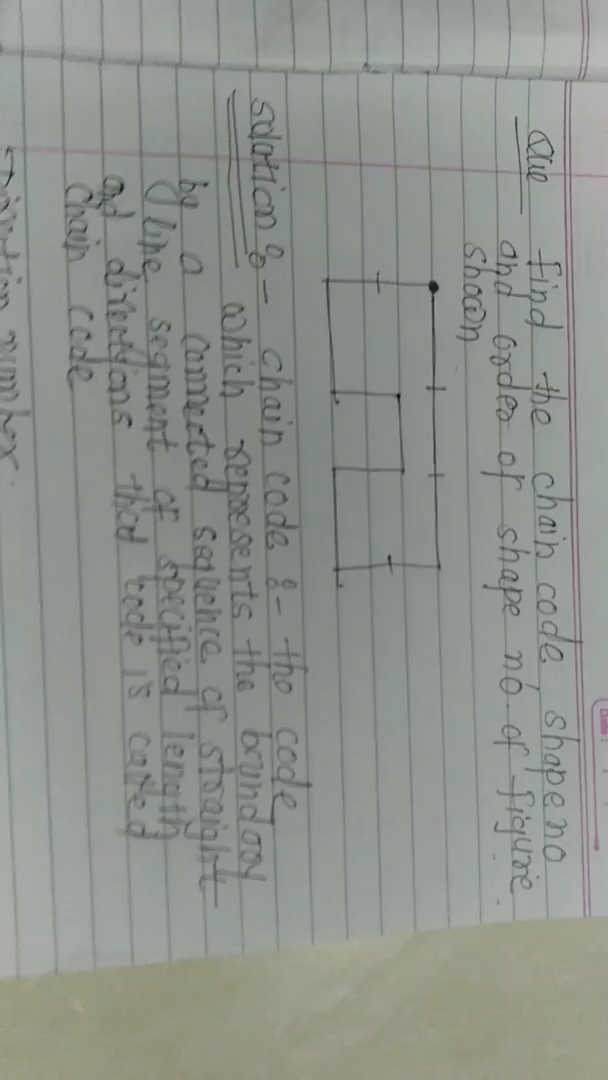 Que find the chain code shape no
and order of shape no of figure.
shown
Solution :- chain code :- the code
which represents the boundary
by a connected sequence of straight
line segment of specified length
and directions that code is called
chain code